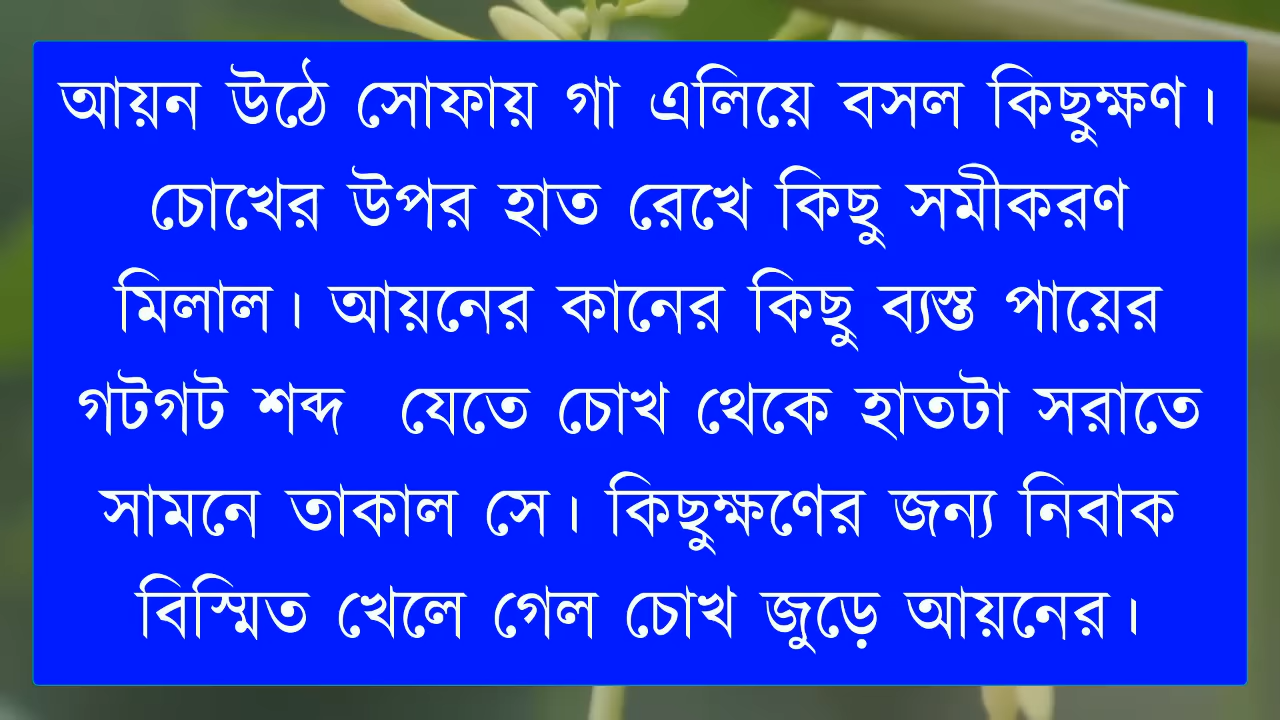 আয়ন উঠে সোফায় গা এলিয়ে বসল কিছুক্ষণ।
চোখের উপর হাত রেখে কিছু সমীকরণ
মিলাল। আয়নের কানের কিছু ব্যস্ত পায়ের
গটগট শব্দ  যেতে চোখ থেকে হাতটা সরাতে
সামনে তাকাল সে। কিছুক্ষণের জন্য নিবাক
বিস্মিত খেলে গেল চোখ জুড়ে আয়নের।